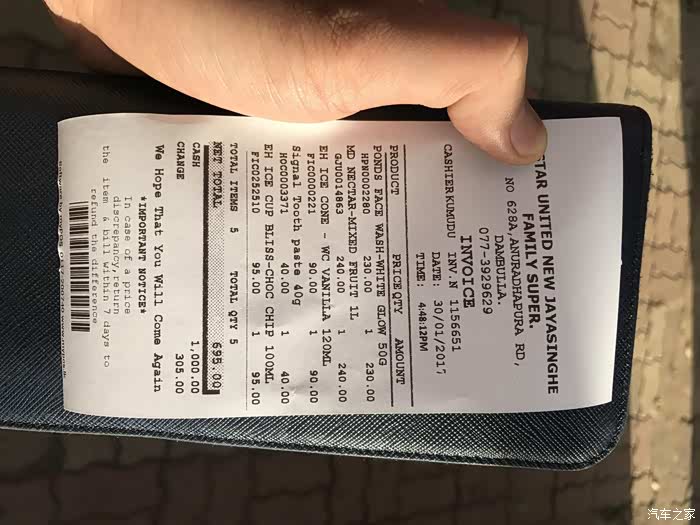 STAR UNITED NEW JAYASINGHE
FAMILY SUPER.
NO 62BA,ANURADHAPURA RD,
DAMBULLA.
077-3929629
INVOICE
CASHIER KUMUDU INV.N 1156651
DATE: 30/01/2017
TIME: 4:48:12PM
PRODUCT PRICE QTY AMOUNT
PONDS FACE WASH-WHITE GLOW 50G
HPC0002280 230.00 1 230.00
MD NECTAR-MIXED FRUIT 1L
GJU0014863 240.00 1 240.00
EH ICE CONE - WC VANILLA 120ML
FIC0000221 90.00 1 90.00
Signal Tooth paste 40g
HOC0003371 40.00 1 40.00
EH ICE CUP BLISS-CHOC CHIP 100ML
FIC0252510 95.00 1 95.00
TOTAL ITEMS 5 TOTAL QTY 5
NET TOTAL 695.00
CASH 1,000.00
CHANGE 305.00
We Hope That You Will Come Again
*IMPORTANT NOTICE*
In case of a price
discrepancy,return
the item & bill within 7 days to
refund the difference
汽车之家